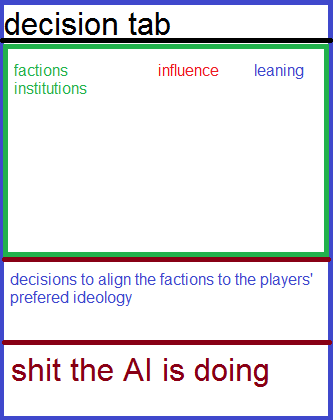 decision tab
factions influence leaning
institutions
decisions to align the factions to the players'
prefered ideology
shit the AI is doing